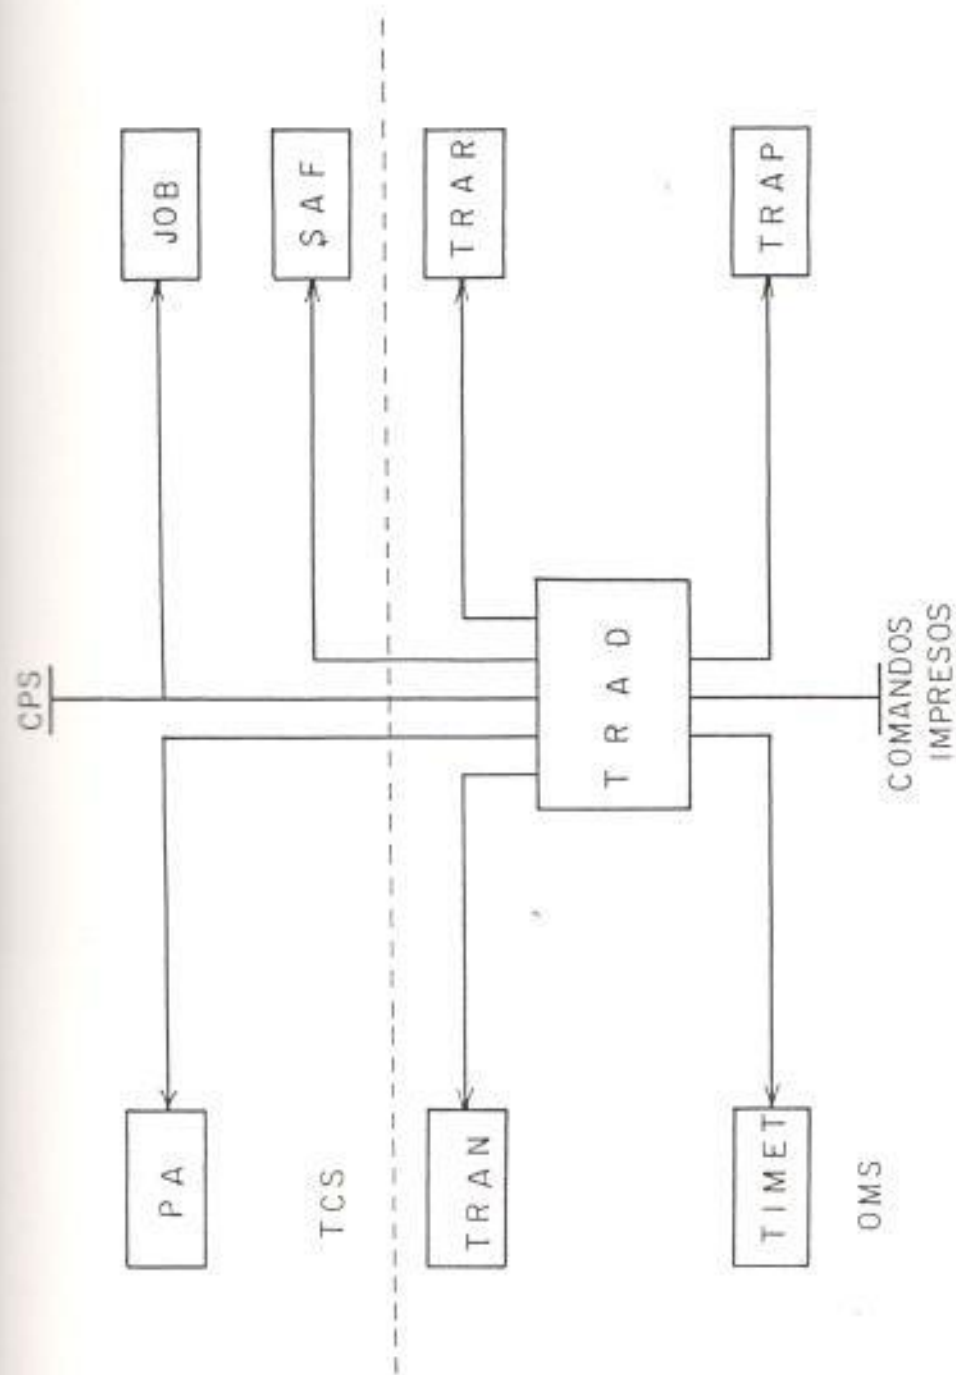 CPS
PA
JOB
SAF
TCS
TRAN
TRAR
TRAD
TIMET
TRAP
OMS
COMANDOS
IMPRESOS